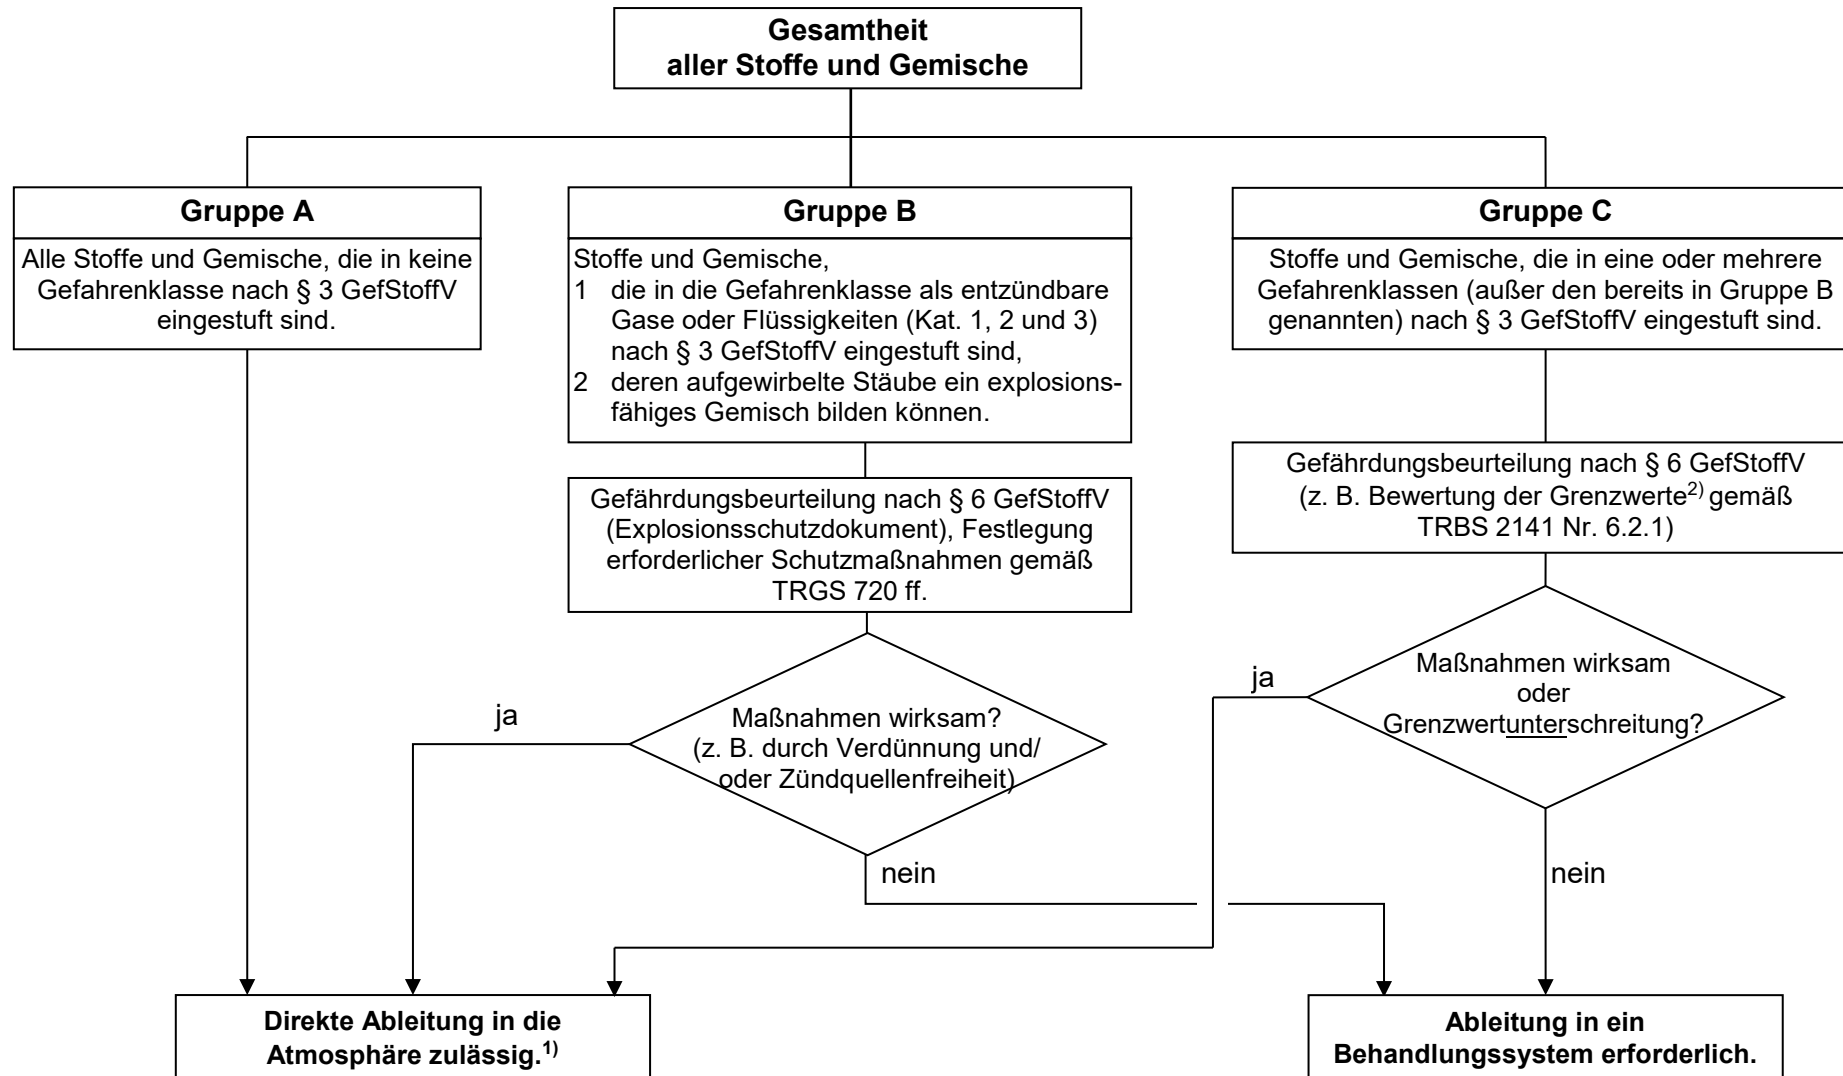 Gesamtheit
aller Stoffe und Gemische
Gruppe A
Alle Stoffe und Gemische, die in keine
Gefahrenklasse nach § 3 GefStoffV
eingestuft sind.
Gruppe B
Stoffe und Gemische,
1 die in die Gefahrenklasse als entzündbare
Gase oder Flüssigkeiten (Kat. 1, 2 und 3)
nach § 3 GefStoffV eingestuft sind,
2 deren aufgewirbelte Stäube ein explosions-
fähiges Gemisch bilden können.
Gruppe C
Stoffe und Gemische, die in eine oder mehrere
Gefahrenklassen (außer den bereits in Gruppe B
genannten) nach § 3 GefStoffV eingestuft sind.
Gefährdungsbeurteilung nach § 6 GefStoffV
(Explosionsschutzdokument), Festlegung
erforderlicher Schutzmaßnahmen gemäß
TRGS 720 ff.
Gefährdungsbeurteilung nach § 6 GefStoffV
(z. B. Bewertung der Grenzwerte2) gemäß
TRBS 2141 Nr. 6.2.1)
ja
Maßnahmen wirksam?
(z. B. durch Verdünnung und/
oder Zündquellenfreiheit)
nein
ja
Maßnahmen wirksam
oder
Grenzwertunterschreitung?
nein
Direkte Ableitung in die
Atmosphäre zulässig.1)
Ableitung in ein
Behandlungssystem erforderlich.